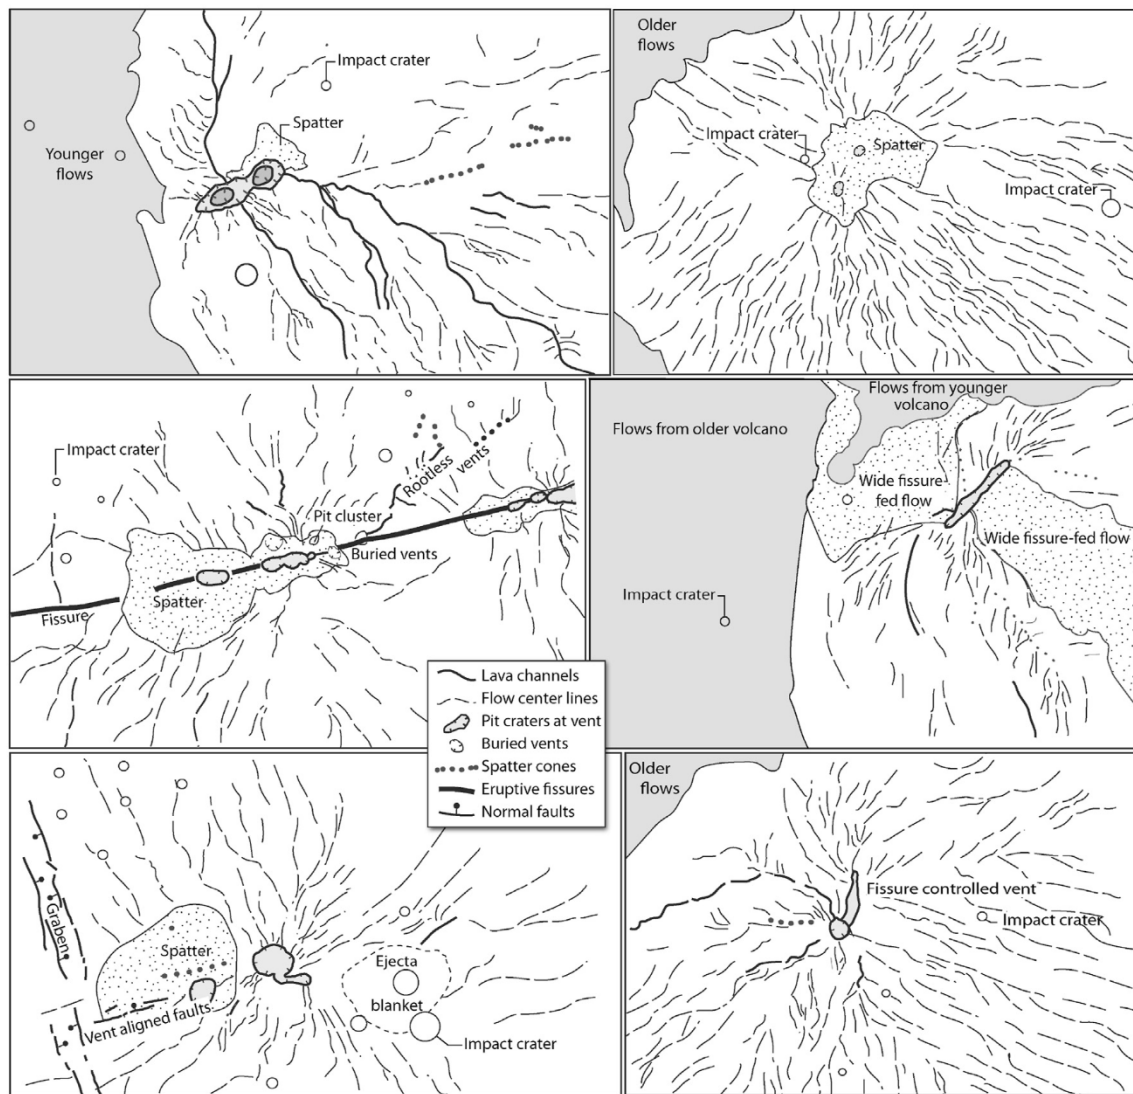 Impact crater
Spatter
Younger
flows
Older
flows
Impact crater
Spatter
Impact crater
Impact crater
Rootless
vents
Pit cluster
Buried vents
Spatter
Fissure
Flows from younger
volcano
Flows from older volcano
Wide fissure-
fed flow
Wide fissure-fed flow
Impact crater
Lava channels
Flow center lines
Pit craters at vent
Buried vents
Spatter cones
Eruptive fissures
Normal faults
Graben
Spatter
Ejecta
blanket
Vent aligned faults
Impact crater
Older
flows
Fissure controlled vent
Impact crater